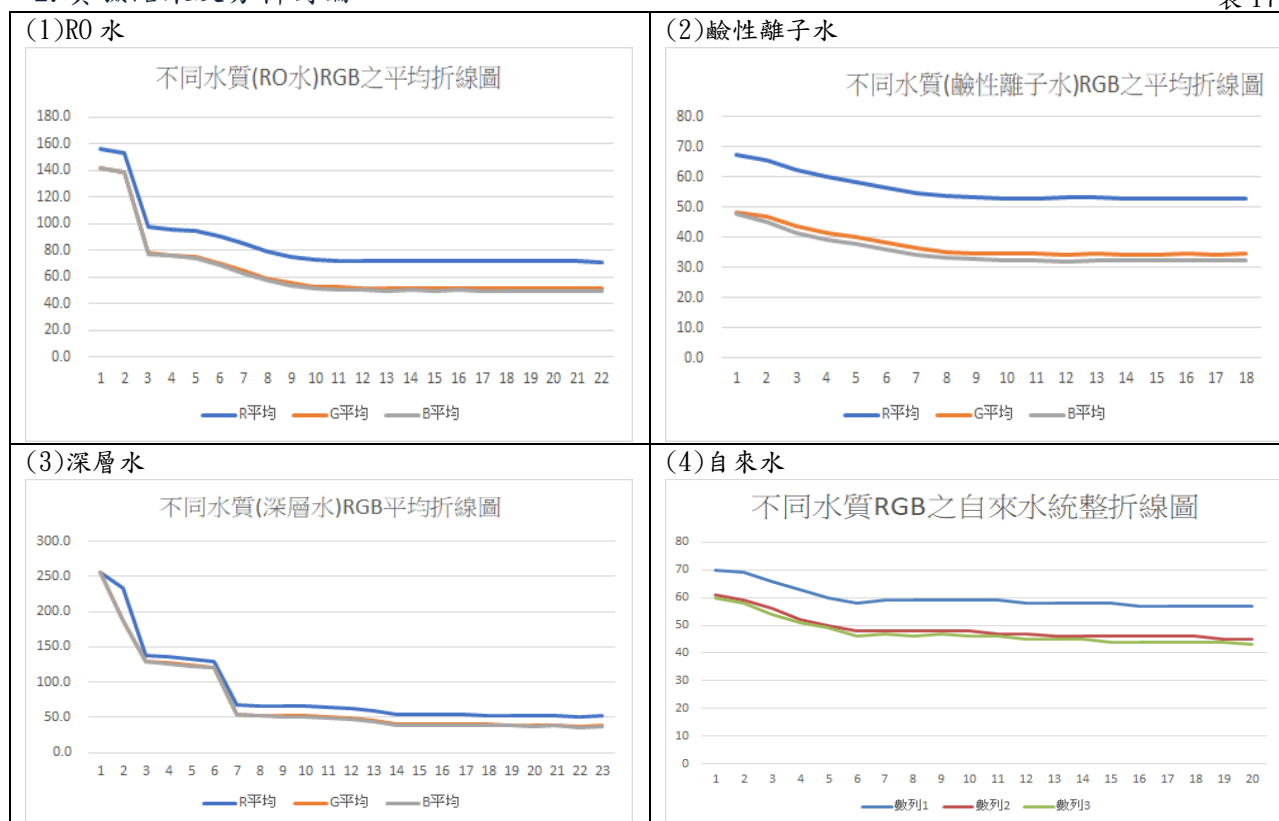 表 17
(1)RO 水
不同水質(RO水)RGB之平均折線圖
180.0
160.0
140.0
120.0
100.0
80.0
60.0
40.0
20.0
0.0
1 2 3 4 5 6 7 8 9 10 11 12 13 14 15 16 17 18 19 20 21 22
R平均 G平均 B平均
(2)鹼性離子水
不同水質(鹼性離子水)RGB之平均折線圖
80.0
70.0
60.0
50.0
40.0
30.0
20.0
10.0
0.0
1 2 3 4 5 6 7 8 9 10 11 12 13 14 15 16 17 18
R平均 G平均 B平均
(3)深層水
不同水質(深層水)RGB平均折線圖
300.0
250.0
200.0
150.0
100.0
50.0
0.0
1 2 3 4 5 6 7 8 9 10 11 12 13 14 15 16 17 18 19 20 21 22 23
R平均 G平均 B平均
(4)自來水
不同水質RGB之自來水統整折線圖
80
70
60
50
40
30
20
10
0
1 2 3 4 5 6 7 8 9 10 11 12 13 14 15 16 17 18 19 20
數列1 數列2 數列3